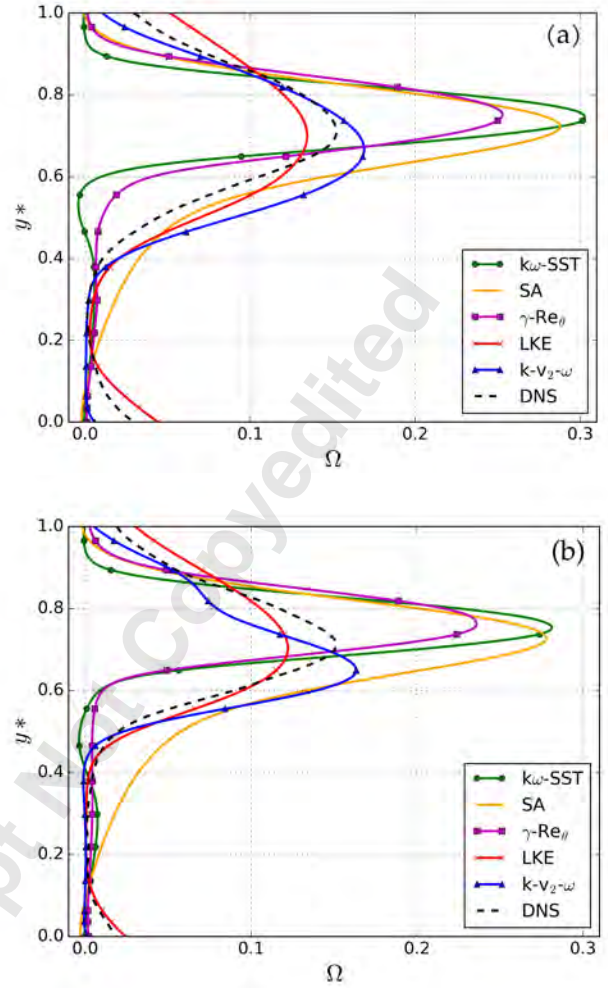 (a)
1.0
0.8
0.6
0.4
0.2
0.0
y*
kω-SST
SA
γ-Reθ
LKE
k-v₂-ω
DNS
0.0 0.1 0.2 0.3
Ω
(b)
1.0
0.8
0.6
0.4
0.2
0.0
y*
kω-SST
SA
γ-Reθ
LKE
k-v₂-ω
DNS
0.0 0.1 0.2 0.3
Ω
pt Not Copyedited